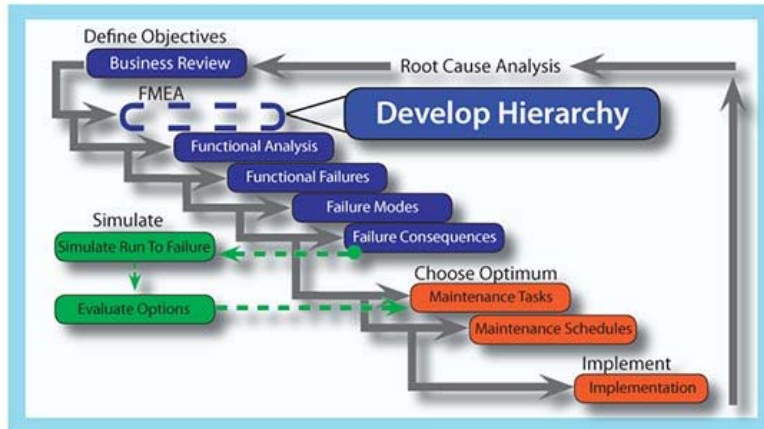 Define Objectives
Business Review
Root Cause Analysis
FMEA
Develop Hierarchy
Functional Analysis
Functional Failures
Failure Modes
Simulate
Failure Consequences
Simulate Run To Failure
Choose Optimum
Maintenance Tasks
Evaluate Options
Maintenance Schedules
Implement
Implementation